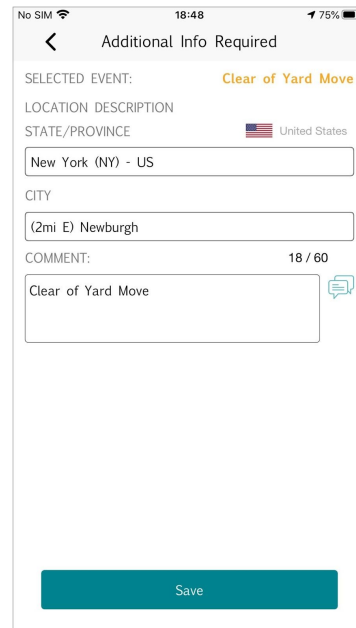 No SIM 18:48 75%
Additional Info Required
SELECTED EVENT: Clear of Yard Move
LOCATION DESCRIPTION
STATE/PROVINCE United States
New York (NY) - US
CITY
(2mi E) Newburgh
COMMENT: 18 / 60
Clear of Yard Move
Save